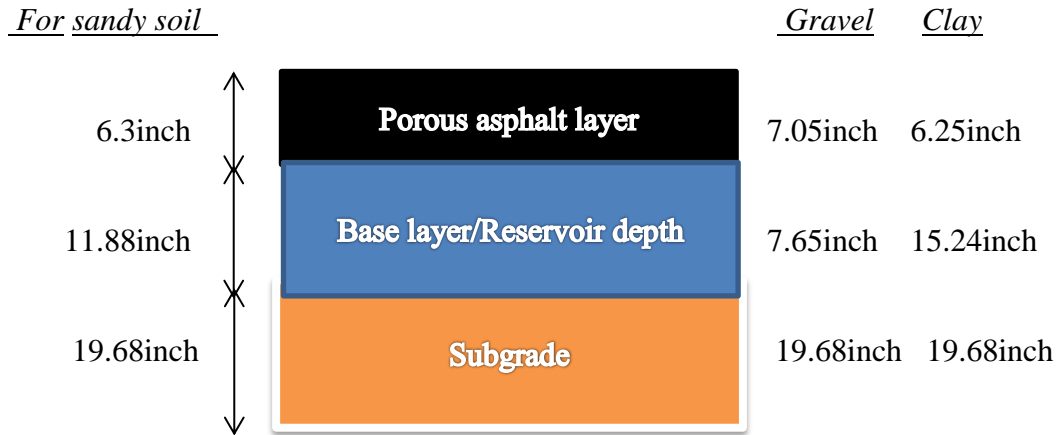 For sandy soil Gravel Clay
6.3inch Porous asphalt layer 7.05inch 6.25inch
11.88inch Base layer/Reservoir depth 7.65inch 15.24inch
19.68inch Subgrade 19.68inch 19.68inch